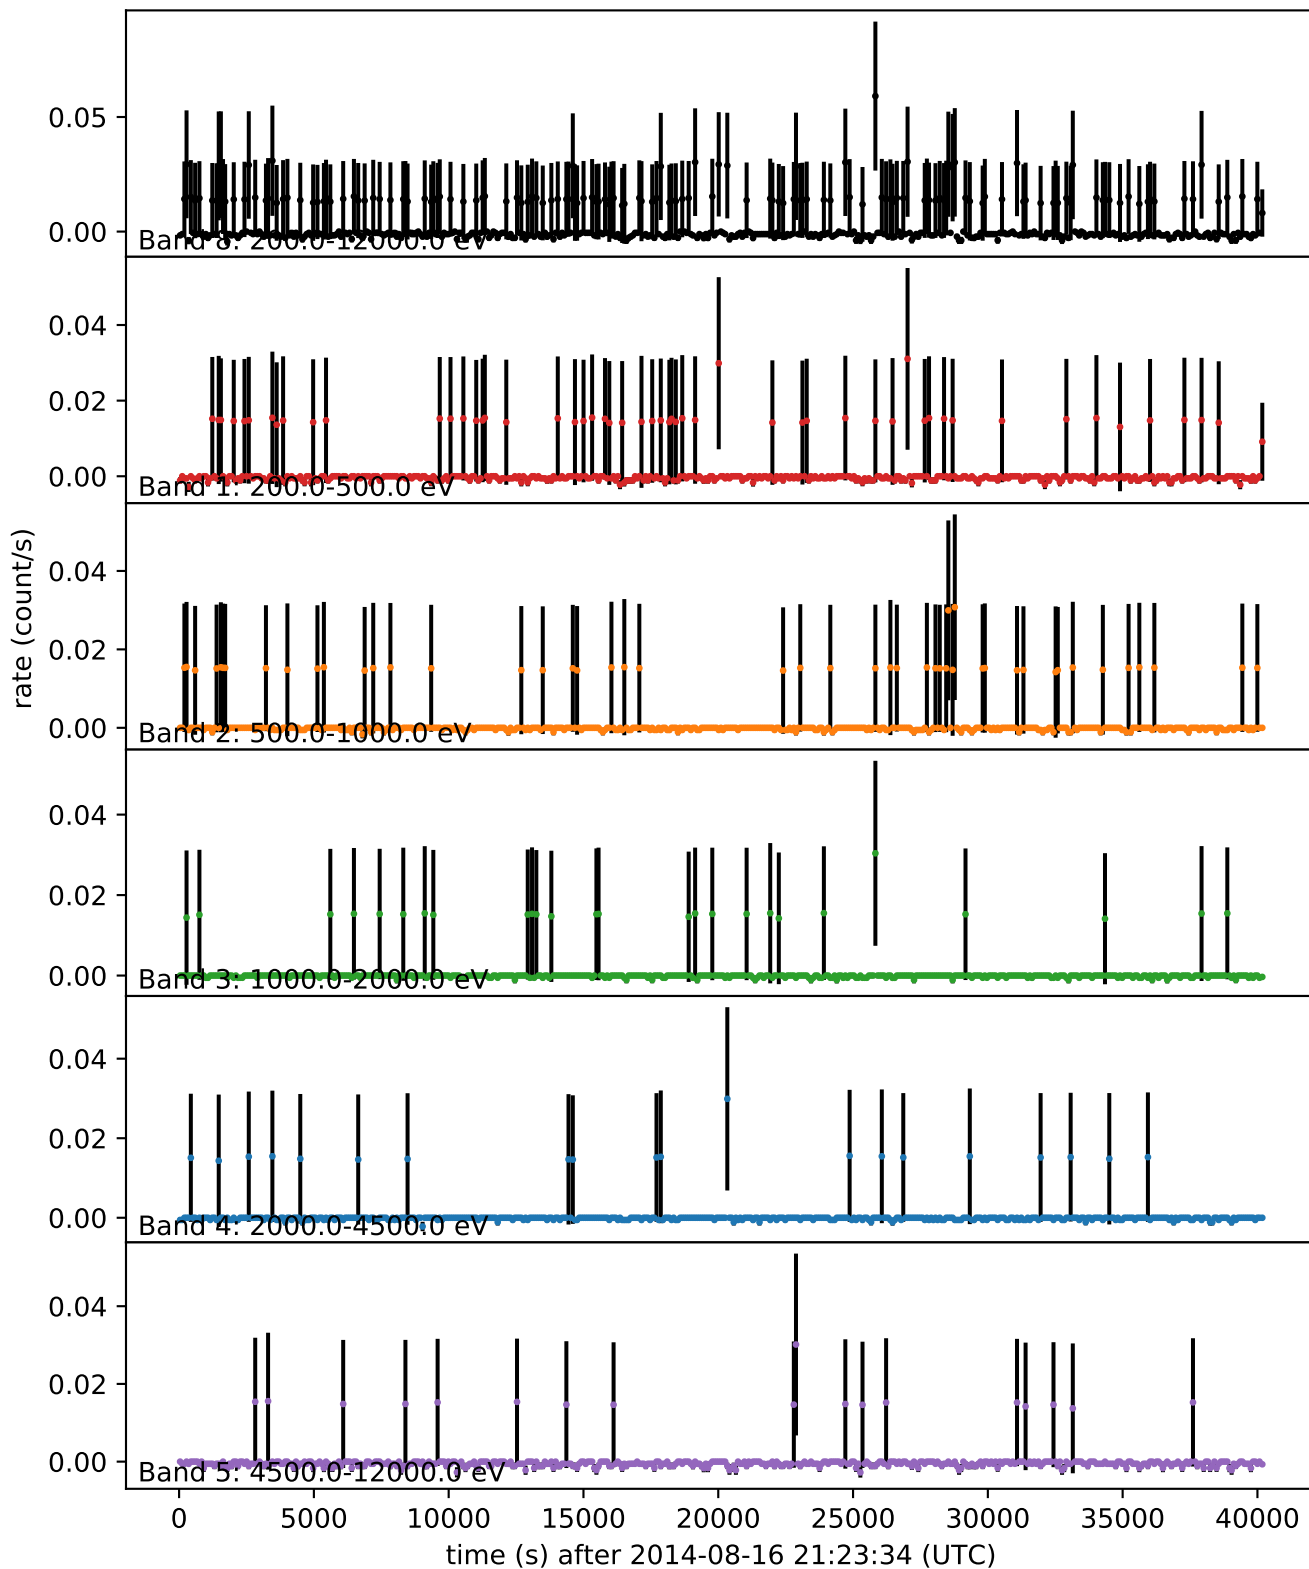 0.05
0.00
Band 8: 200.0-12000.0 eV
0.04
0.02
0.00
Band 1: 200.0-500.0 eV
rate (count/s)
0.04
0.02
0.00
Band 2: 500.0-1000.0 eV
0.04
0.02
0.00
Band 3: 1000.0-2000.0 eV
0.04
0.02
0.00
Band 4: 2000.0-4500.0 eV
0.04
0.02
0.00
Band 5: 4500.0-12000.0 eV
0 5000 10000 15000 20000 25000 30000 35000 40000
time (s) after 2014-08-16 21:23:34 (UTC)